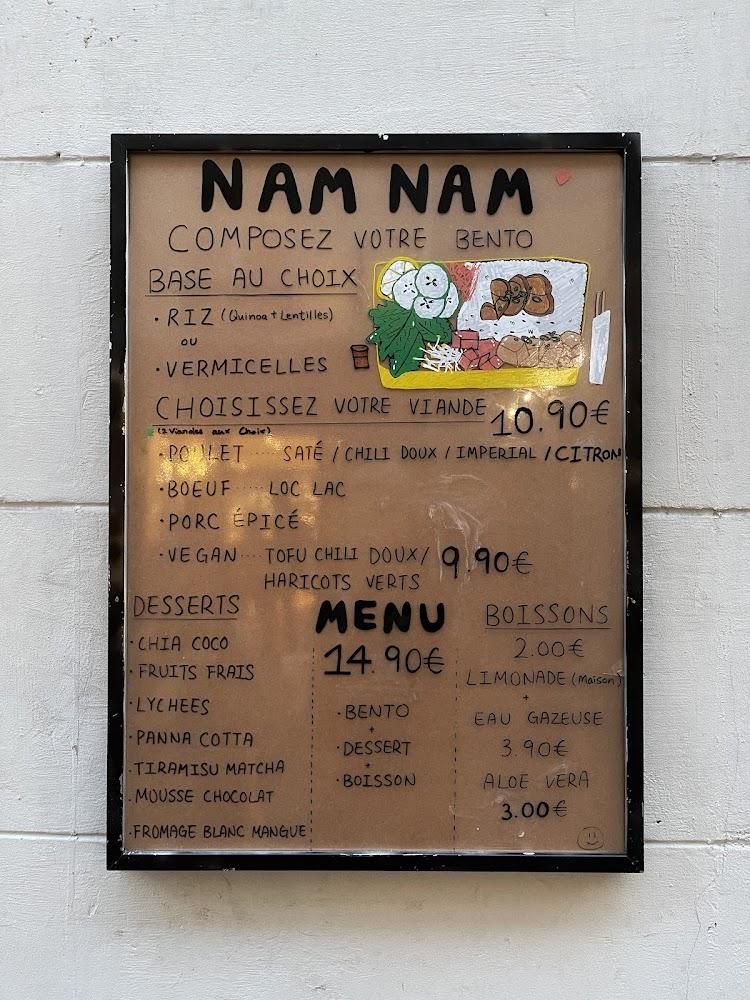 NAM NAM
COMPOSEZ VOTRE BENTO
BASE AU CHOIX
· RIZ (Quinoa + Lentilles)
OU
· VERMICELLES
CHOISISSEZ VOTRE VIANDE 10.90€
(2 Viandes aux Choix)
· POULET .... SATÉ / CHILI DOUX / IMPERIAL / CITRON
· BOEUF .... LOC LAC
· PORC ÉPICÉ
· VEGAN .... TOFU CHILI DOUX / 9.90€
HARICOTS VERTS
DESSERTS
· CHIA COCO
· FRUITS FRAIS
· LYCHEES
· PANNA COTTA
· TIRAMISU MATCHA
· MOUSSE CHOCOLAT
· FROMAGE BLANC MANGUE
MENU
14.90€
· BENTO
+
· DESSERT
+
· BOISSON
BOISSONS
2.00€
LIMONADE (Maison)
+
EAU GAZEUSE
3.90€
ALOE VERA
3.00€